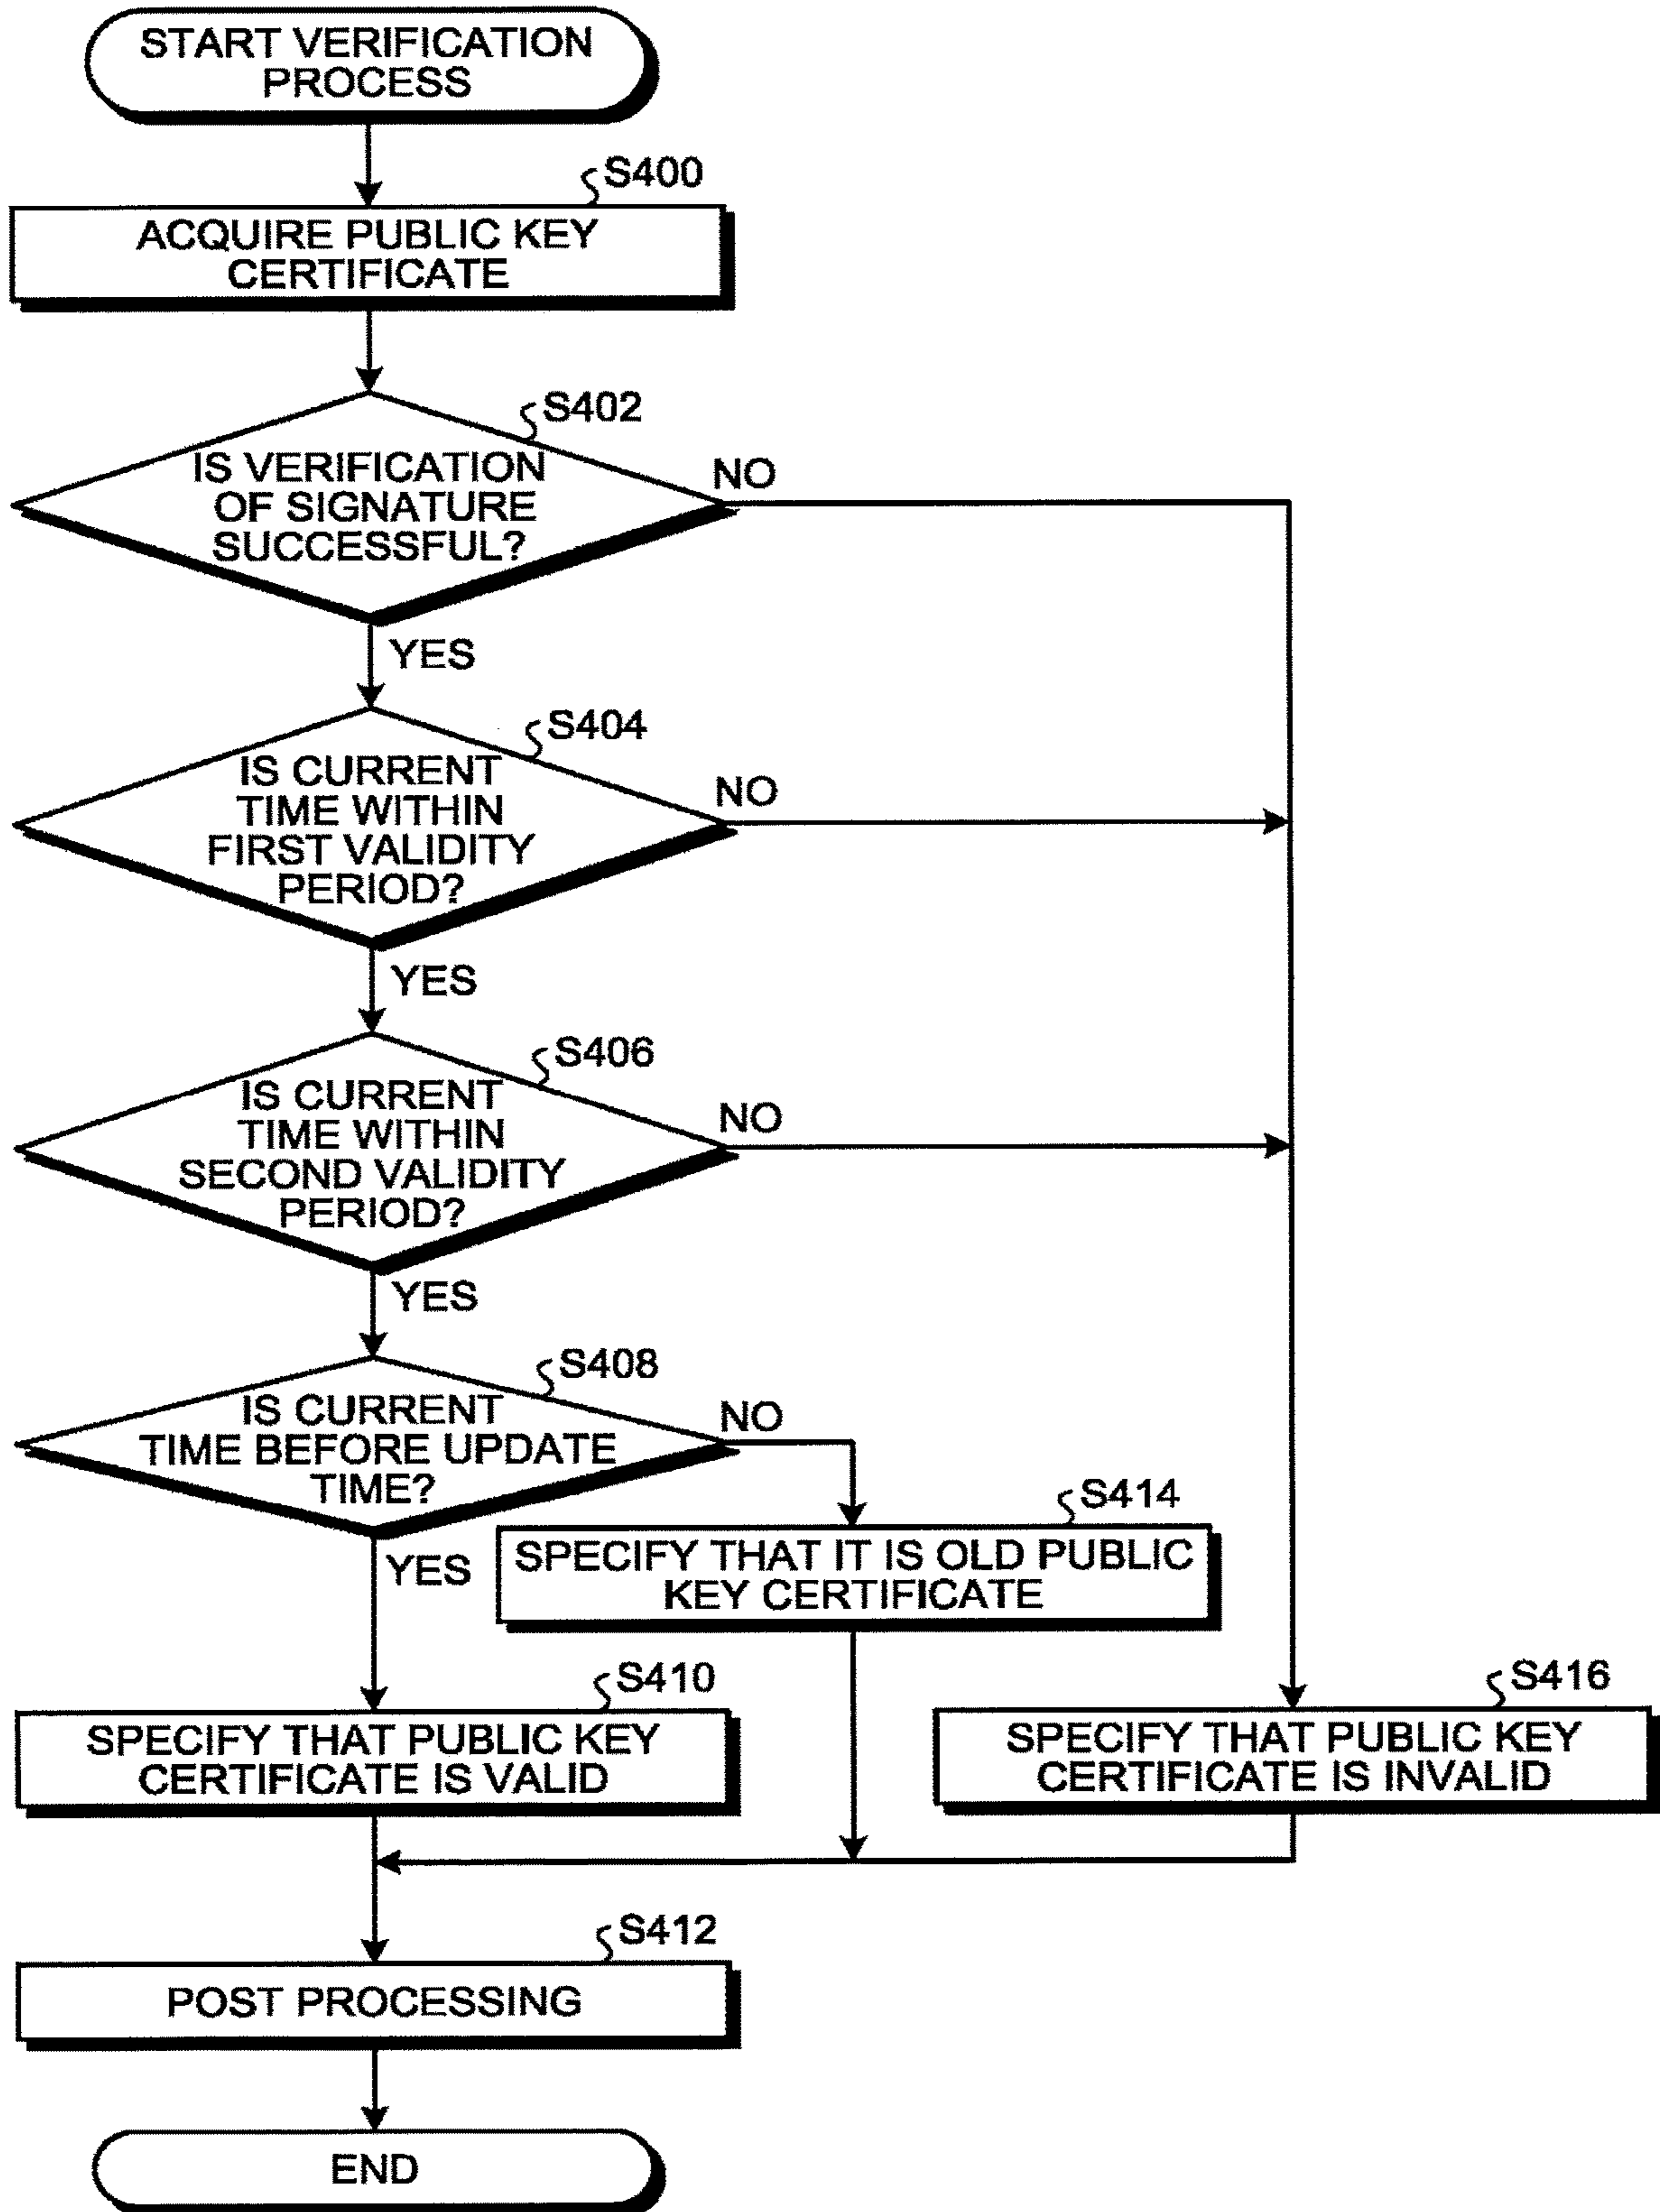 START VERIFICATION
PROCESS
S400
ACQUIRE PUBLIC KEY
CERTIFICATE
S402
IS VERIFICATION
OF SIGNATURE
SUCCESSFUL?
NO
YES
S404
IS CURRENT
TIME WITHIN
FIRST VALIDITY
PERIOD?
NO
YES
S406
IS CURRENT
TIME WITHIN
SECOND VALIDITY
PERIOD?
NO
YES
S408
IS CURRENT
TIME BEFORE UPDATE
TIME?
NO
YES
S414
SPECIFY THAT IT IS OLD PUBLIC
KEY CERTIFICATE
S410
SPECIFY THAT PUBLIC KEY
CERTIFICATE IS VALID
S416
SPECIFY THAT PUBLIC KEY
CERTIFICATE IS INVALID
S412
POST PROCESSING
END